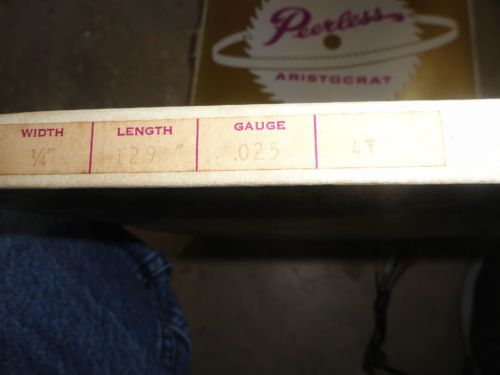 Peerless
ARISTOCRAT
WIDTH LENGTH GAUGE
¼" 129 " .025 4T